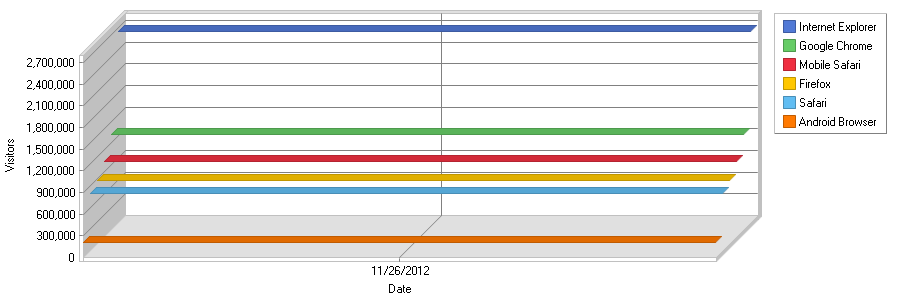 Visitors
2,700,000
2,400,000
2,100,000
1,800,000
1,500,000
1,200,000
900,000
600,000
300,000
0
11/26/2012
Date
Internet Explorer
Google Chrome
Mobile Safari
Firefox
Safari
Android Browser